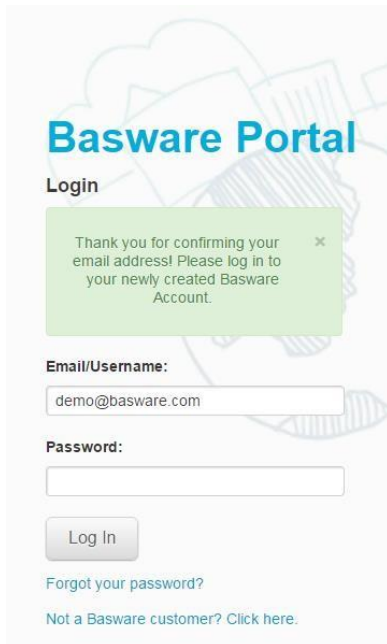 Basware Portal
Login
Thank you for confirming your
email address! Please log in to
your newly created Basware
Account.
×
Email/Username:
demo@basware.com
Password:
Log In
Forgot your password?
Not a Basware customer? Click here.